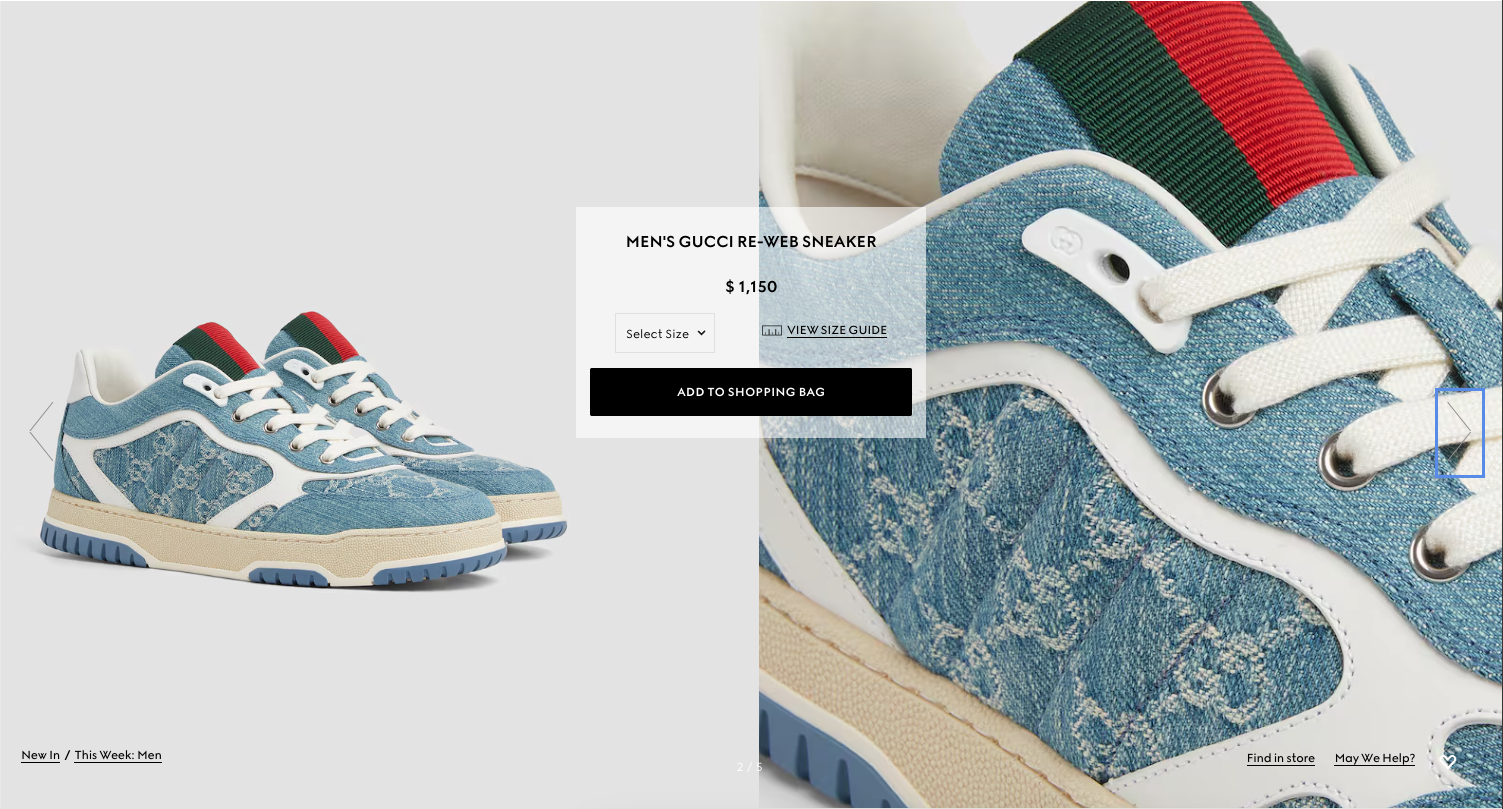 MEN'S GUCCI RE-WEB SNEAKER
$ 1,150
Select Size
VIEW SIZE GUIDE
ADD TO SHOPPING BAG
New In / This Week: Men
2 / 5
Find in store
May We Help?